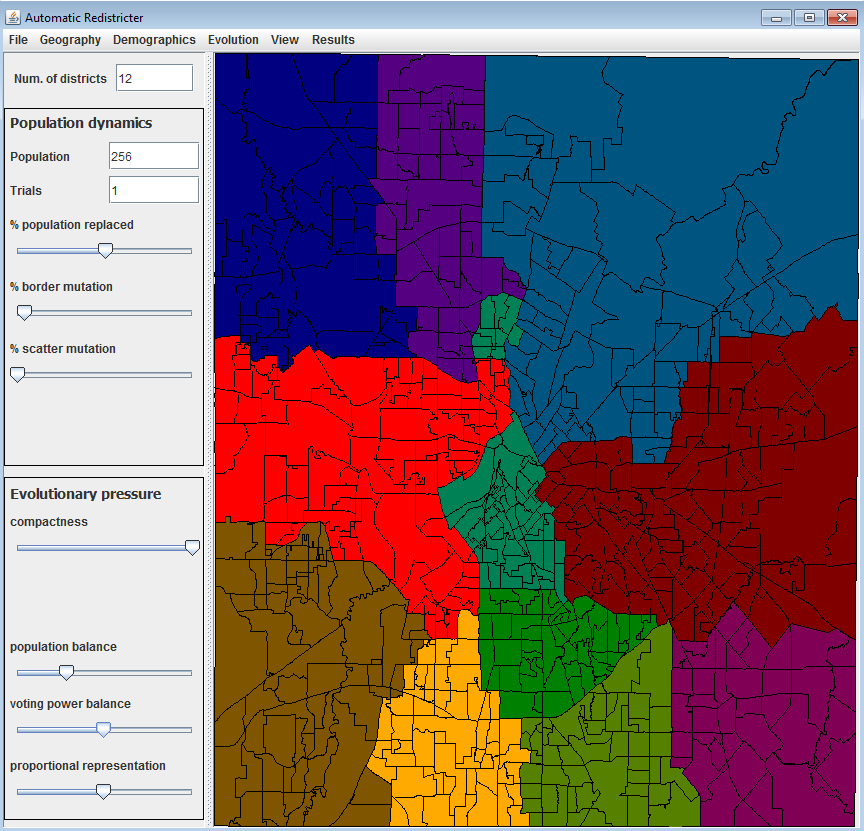 Automatic Redistricter
File Geography Demographics Evolution View Results
Num. of districts 12
Population dynamics
Population 256
Trials 1
% population replaced
% border mutation
% scatter mutation
Evolutionary pressure
compactness
population balance
voting power balance
proportional representation